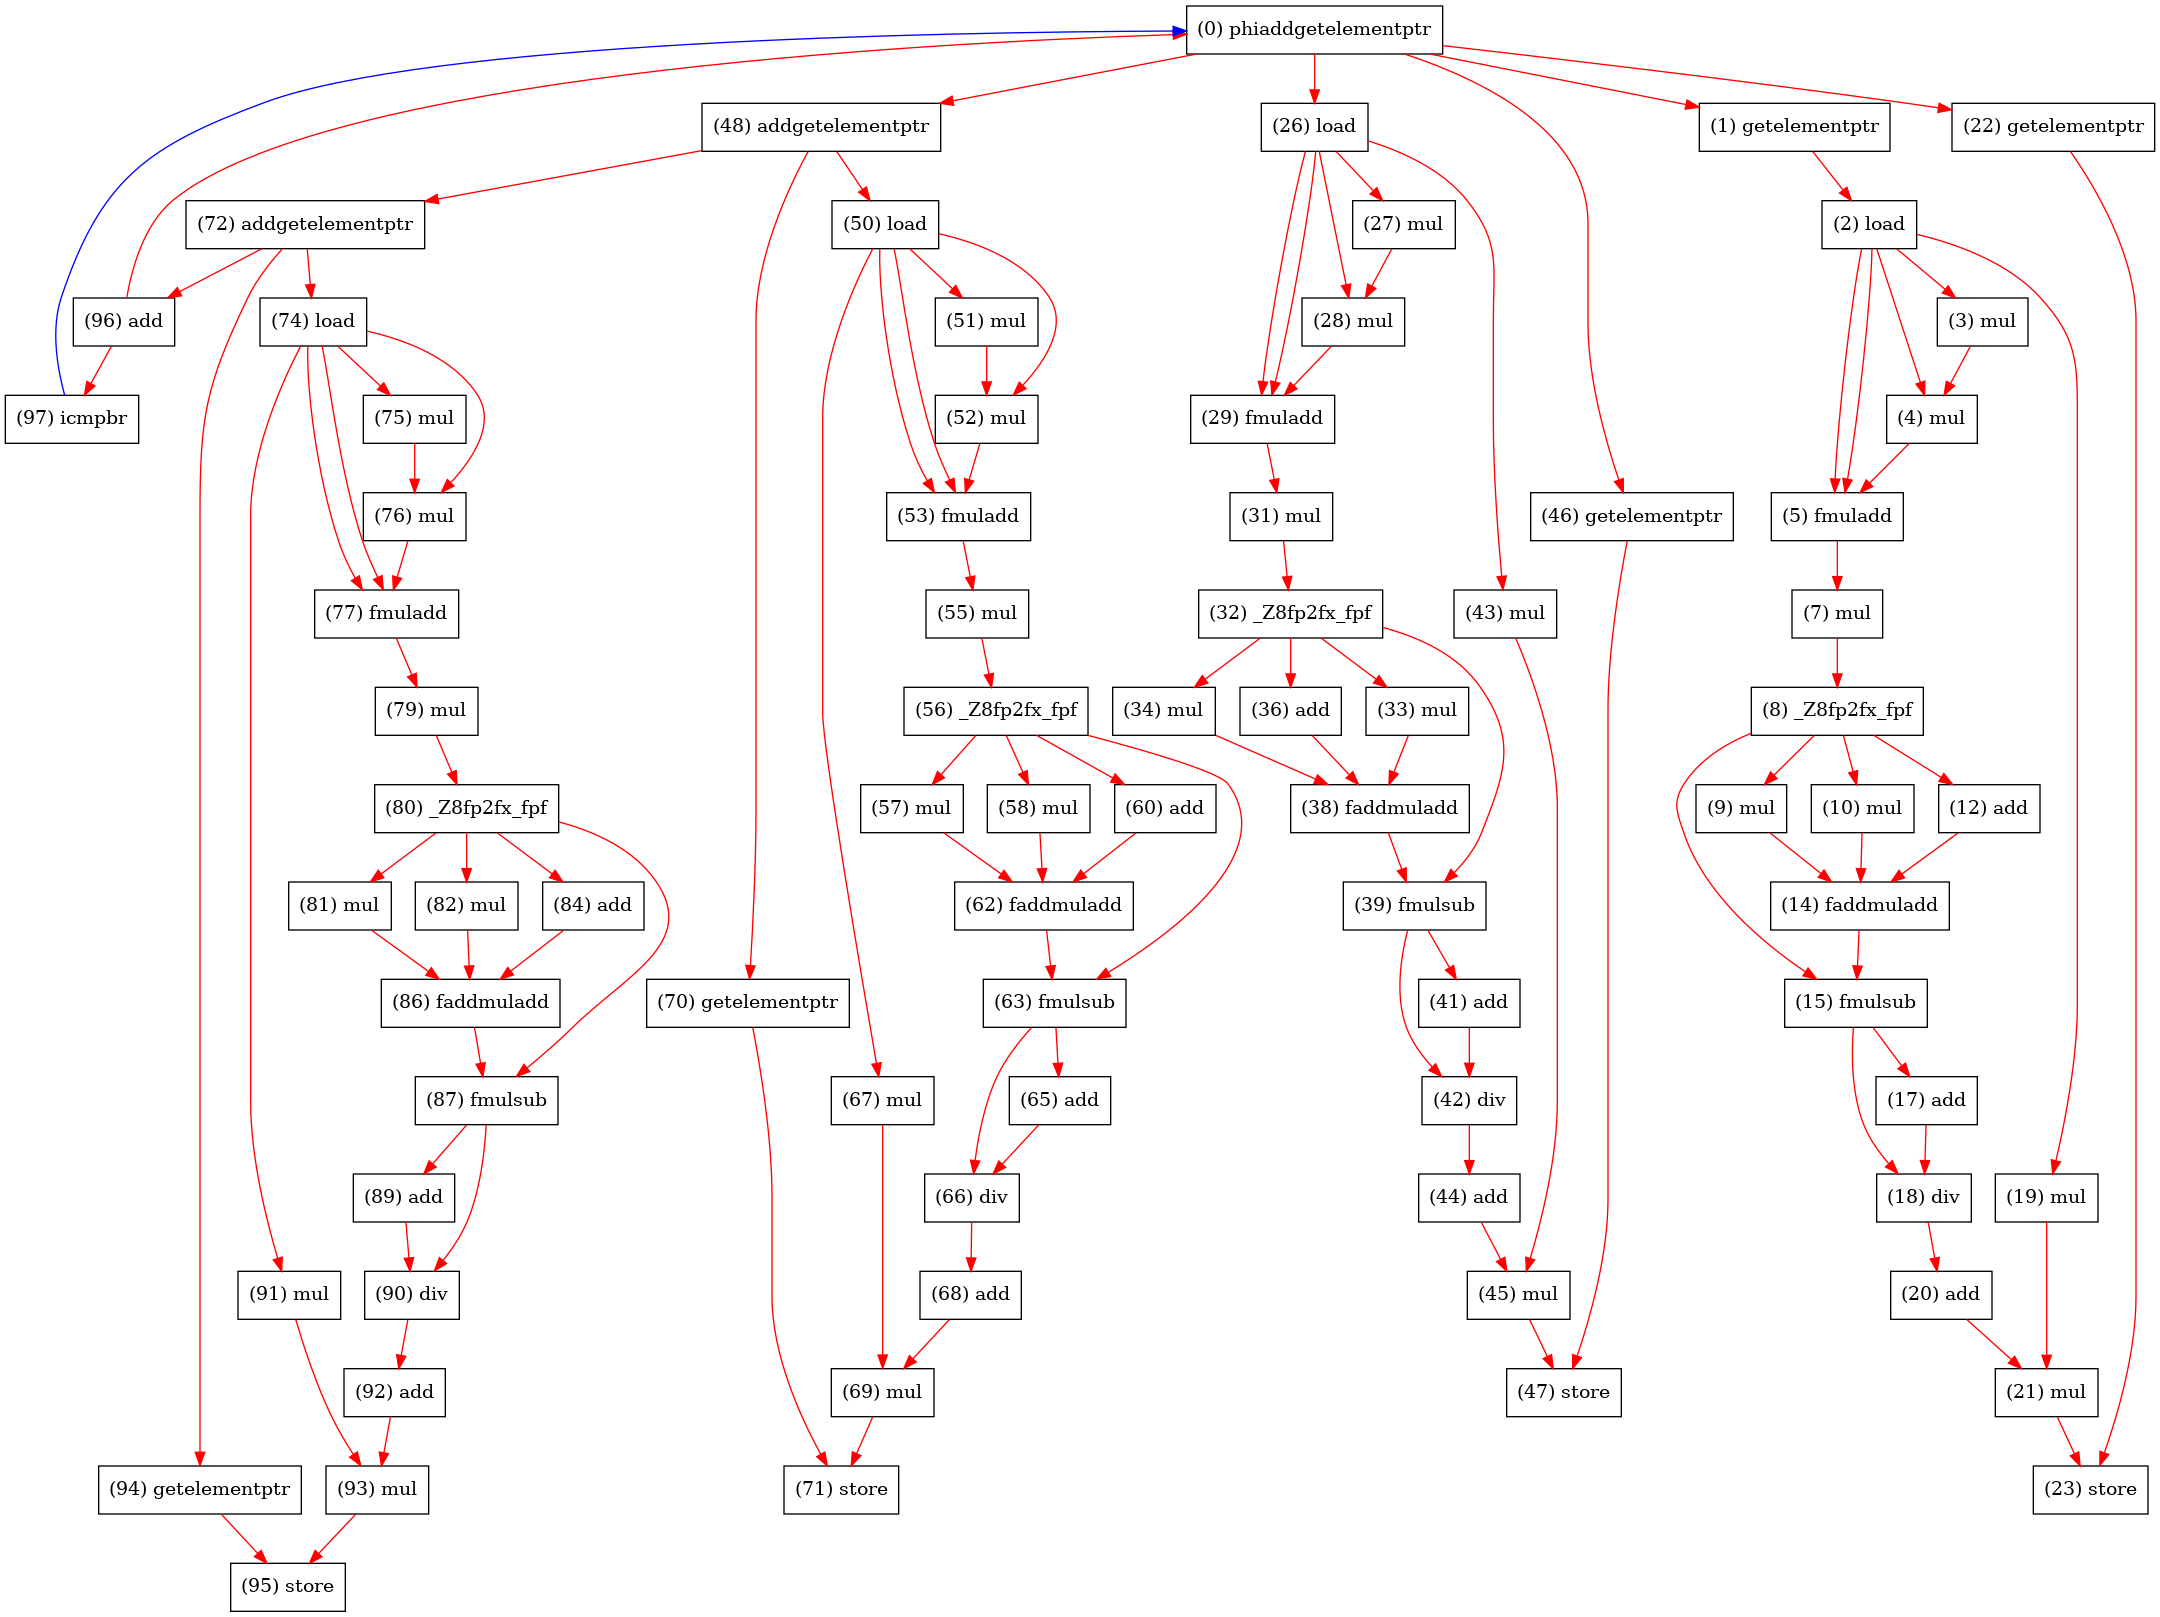 (0) phiaddgetelementptr
(48) addgetelementptr
(26) load
(1) getelementptr
(22) getelementptr
(72) addgetelementptr
(50) load
(27) mul
(2) load
(96) add
(74) load
(51) mul
(28) mul
(3) mul
(97) icmpbr
(75) mul
(52) mul
(29) fmuladd
(4) mul
(76) mul
(53) fmuladd
(31) mul
(46) getelementptr
(5) fmuladd
(77) fmuladd
(55) mul
(32) _Z8fp2fx_fpf
(43) mul
(7) mul
(79) mul
(56) _Z8fp2fx_fpf
(34) mul
(36) add
(33) mul
(8) _Z8fp2fx_fpf
(80) _Z8fp2fx_fpf
(57) mul
(58) mul
(60) add
(38) faddmuladd
(9) mul
(10) mul
(12) add
(81) mul
(82) mul
(84) add
(62) faddmuladd
(39) fmulsub
(14) faddmuladd
(86) faddmuladd
(70) getelementptr
(63) fmulsub
(41) add
(15) fmulsub
(87) fmulsub
(67) mul
(65) add
(42) div
(17) add
(89) add
(66) div
(44) add
(18) div
(19) mul
(91) mul
(90) div
(68) add
(45) mul
(20) add
(92) add
(69) mul
(47) store
(21) mul
(94) getelementptr
(93) mul
(71) store
(23) store
(95) store